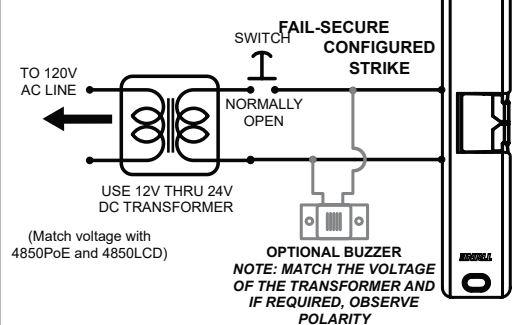 FAIL-SECURE
CONFIGURED
STRIKE
SWITCH
TO 120V
AC LINE
NORMALLY
OPEN
USE 12V THRU 24V
DC TRANSFORMER
(Match voltage with
4850PoE and 4850LCD)
OPTIONAL BUZZER
NOTE: MATCH THE VOLTAGE
OF THE TRANSFORMER AND
IF REQUIRED, OBSERVE
POLARITY